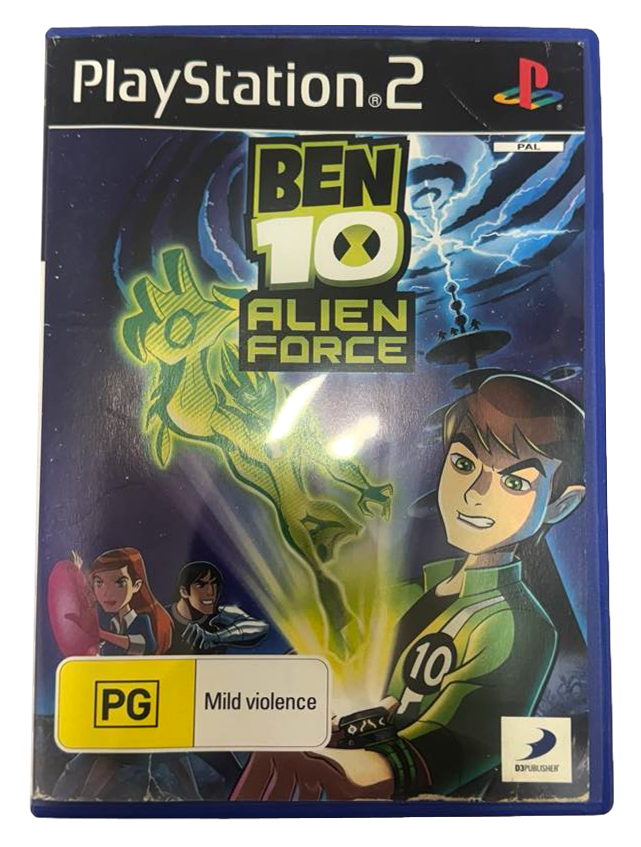 PlayStation®2
PAL
BEN
10
ALIEN
FORCE
10
PG
Mild violence
D3PUBLISHER